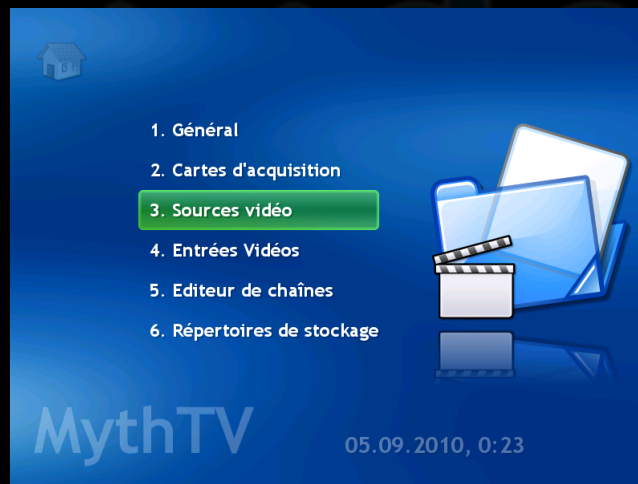 1. Général
2. Cartes d'acquisition
3. Sources vidéo
4. Entrées Vidéos
5. Editeur de chaînes
6. Répertoires de stockage
MythTV
05.09.2010, 0:23